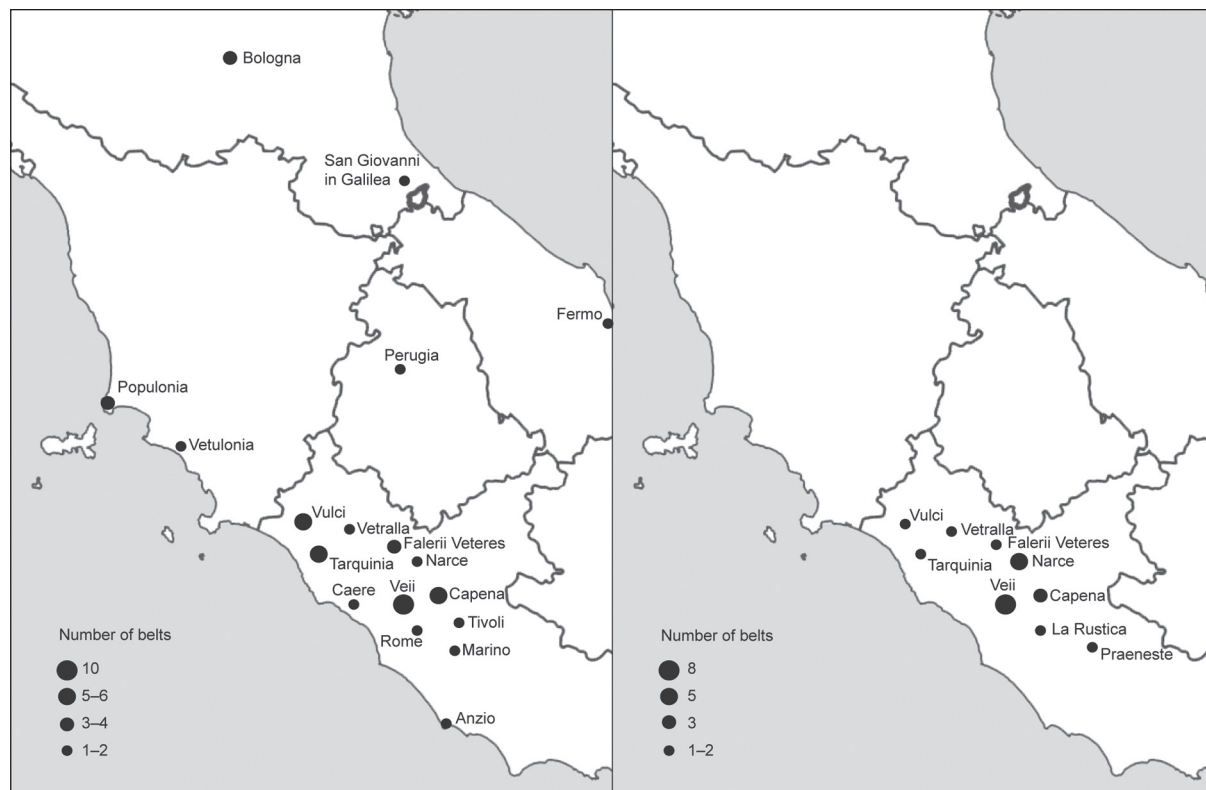 Bologna
San Giovanni
in Galilea
Fermo
Perugia
Populonia
Vetulonia
Vulci
Vetralla
Falerii Veteres
Tarquinia
Narce
Caere
Veii
Capena
Tivoli
Rome
Marino
Anzio
Number of belts
10
5–6
3–4
1–2
Vulci
Vetralla
Falerii Veteres
Tarquinia
Narce
Veii
Capena
La Rustica
Praeneste
Number of belts
8
5
3
1–2